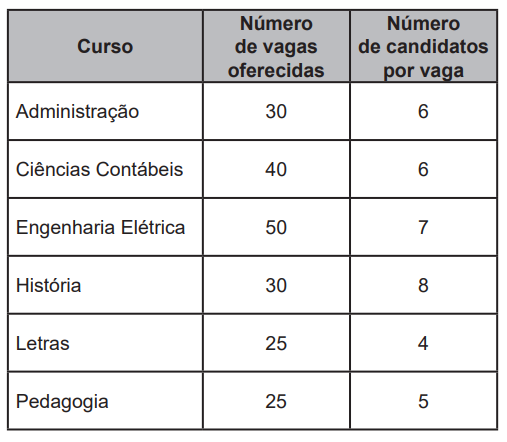 Curso Número de vagas oferecidas Número de candidatos por vaga
Administração 30 6
Ciências Contábeis 40 6
Engenharia Elétrica 50 7
História 30 8
Letras 25 4
Pedagogia 25 5